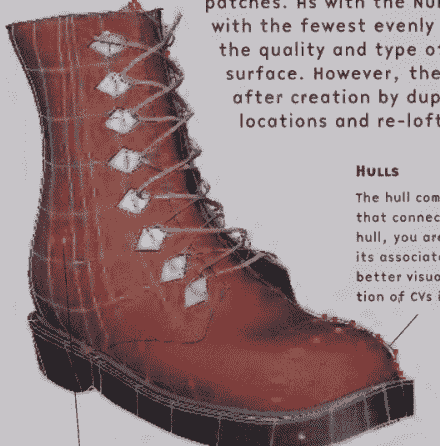 patches. As with the
with the fewest evenly
the quality and type of
surface. However, the
after creation by dup
locations and re-loft
HULLS
The hull com
that connec
hull, you are
its associate
better visua
tion of CVs i